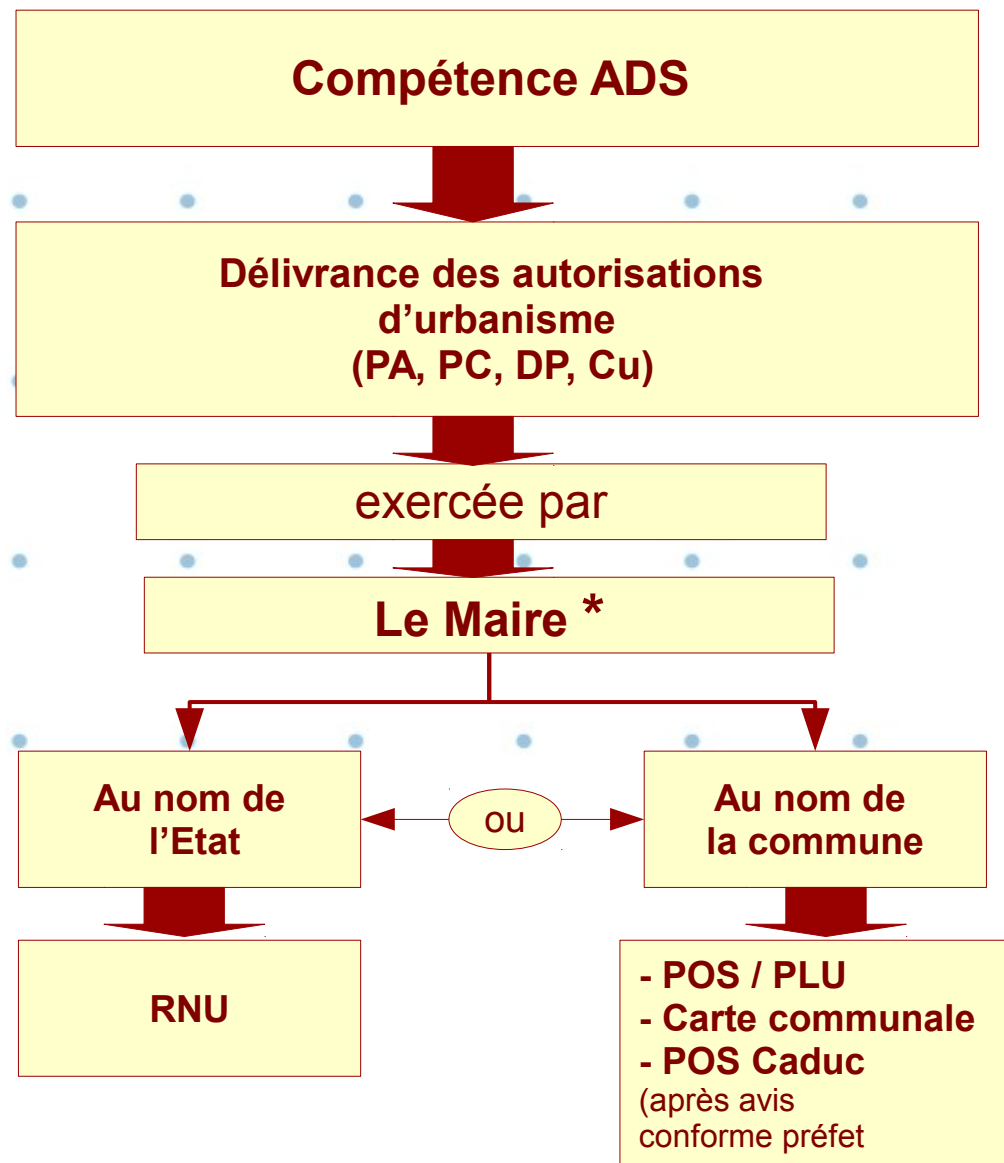 Compétence ADS
Délivrance des autorisations
d’urbanisme
(PA, PC, DP, Cu)
exercée par
Le Maire *
Au nom de
l’Etat
ou
Au nom de
la commune
RNU
- POS / PLU
- Carte communale
- POS Caduc
(après avis
conforme préfet